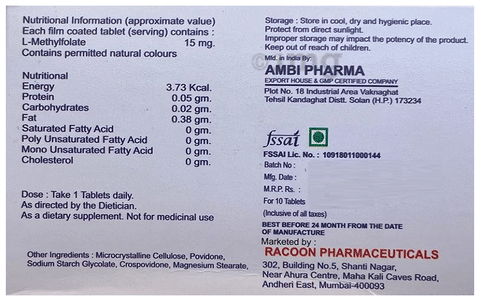 Nutritional Information (approximate value)
Each film coated tablet (serving) contains :
L-Methylfolate 15 mg.
Contains permitted natural colours
Nutritional
Energy 3.73 Kcal.
Protein 0.05 gm.
Carbohydrates 0.02 gm.
Fat 0.38 gm.
Saturated Fatty Acid 0 gm.
Poly Unsaturated Fatty Acid 0 gm.
Mono Unsaturated Fatty Acid 0 gm.
Cholesterol 0 gm.
Dose : Take 1 Tablets daily.
As directed by the Dietician.
As a dietary supplement. Not for medicinal use
Other Ingredients : Microcrystalline Cellulose, Povidone,
Sodium Starch Glycolate, Crospovidone, Magnesium Stearate,
Storage : Store in cool, dry and hygienic place.
Protect from direct sunlight.
Improper storage may impact the potency of the product.
Keep out of reach of children.
Mfd. in India By:
AMBI PHARMA
EXPORT HOUSE & GMP CERTIFIED COMPANY
Plot No. 18 Industrial Area Vaknaghat
Tehsil Kandaghat Distt. Solan (H.P.) 173234
fssai
FSSAI Lic. No. : 10918011000144
Batch No :
Mfg. Date :
M.R.P. Rs. :
For 10 Tablets
(Inclusive of all taxes)
BEST BEFORE 24 MONTH FROM THE DATE
OF MANUFACTURE
Marketed by :
RACOON PHARMACEUTICALS
302, Building No.5, Shanti Nagar,
Near Ahura Centre, Maha Kali Caves Road,
Andheri East, Mumbai-400093